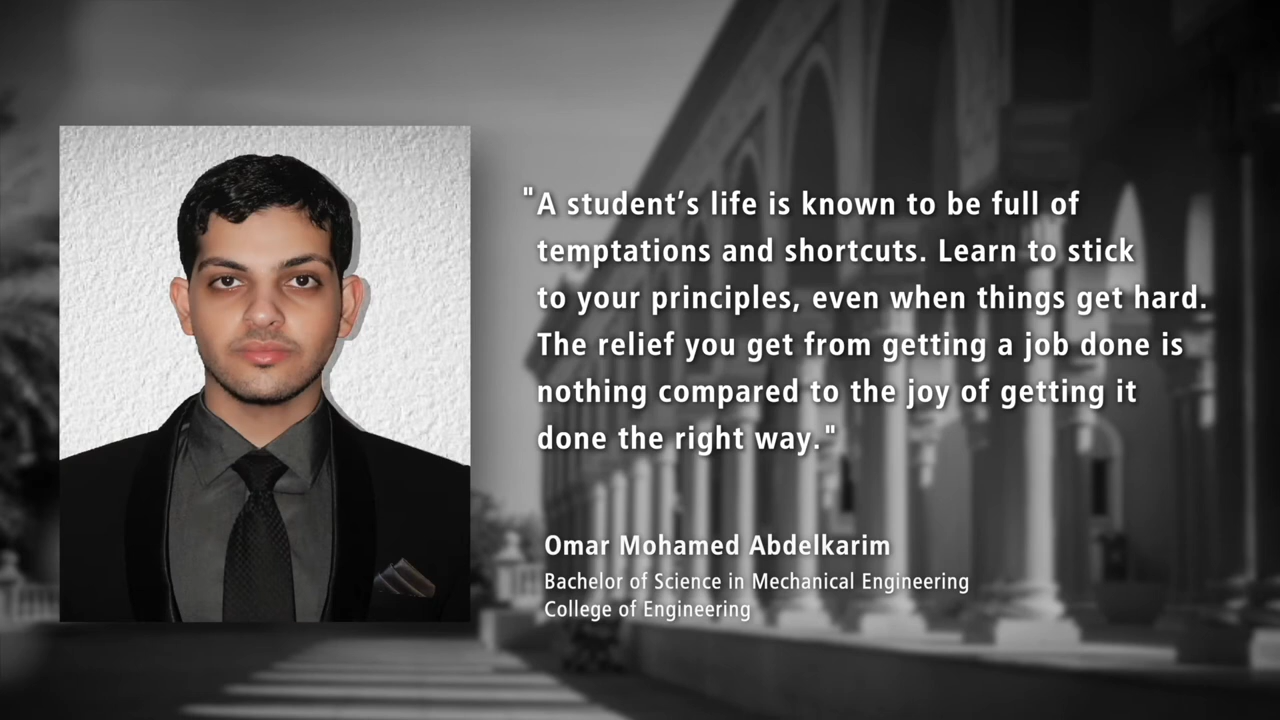 "A student’s life is known to be full of
temptations and shortcuts. Learn to stick
to your principles, even when things get hard.
The relief you get from getting a job done is
nothing compared to the joy of getting it
done the right way."
Omar Mohamed Abdelkarim
Bachelor of Science in Mechanical Engineering
College of Engineering